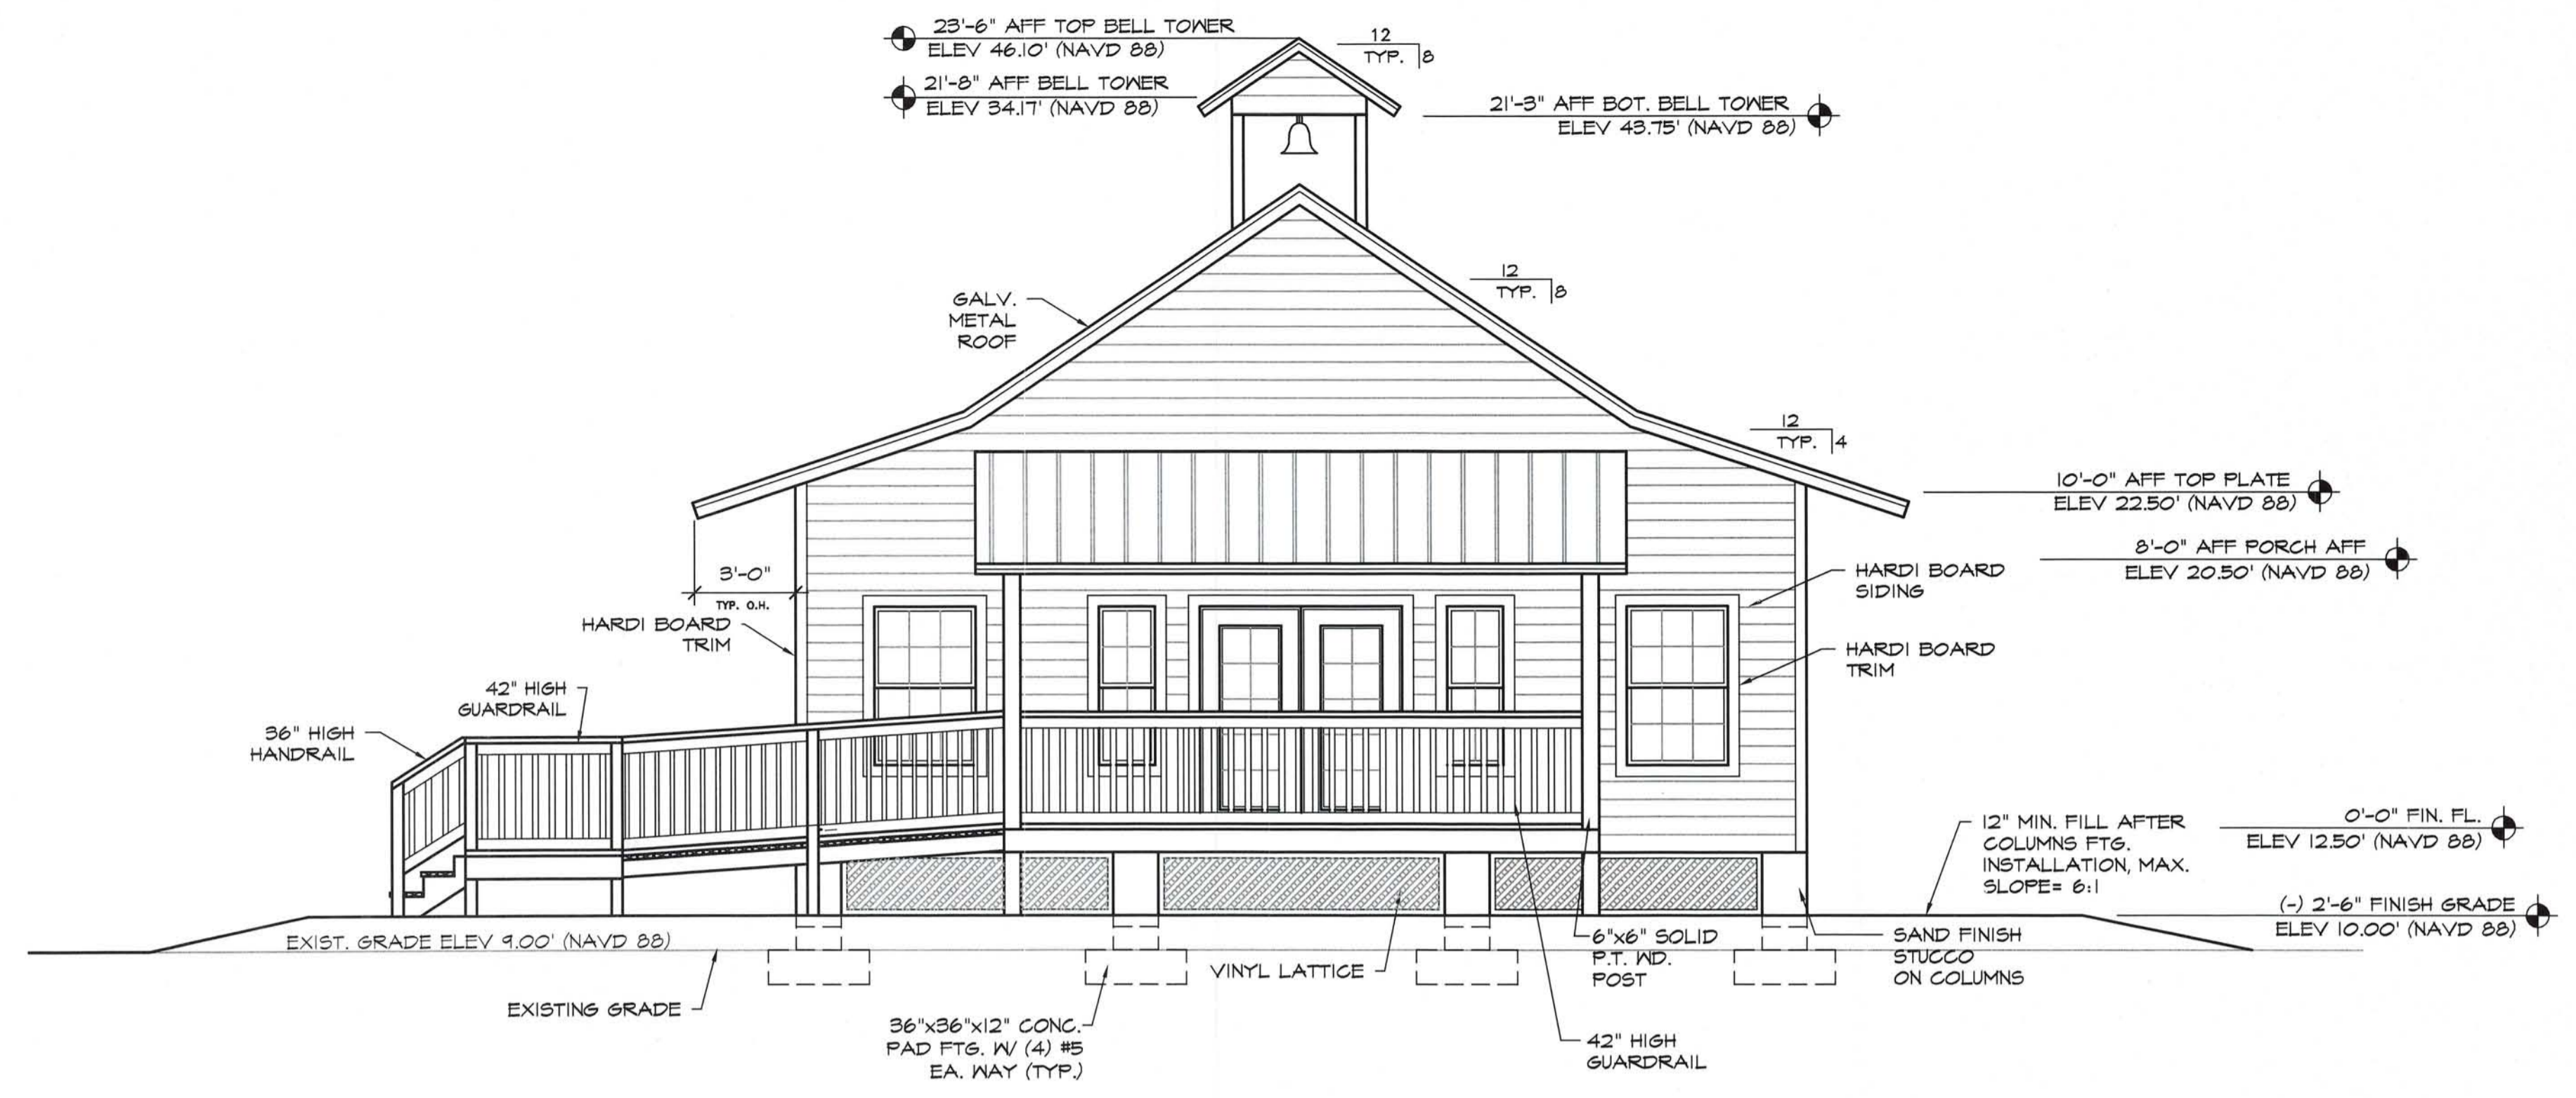 23'-6" AFF TOP BELL TOWER
ELEV 46.10' (NAVD 88)
21'-8" AFF BELL TOWER
ELEV 34.17' (NAVD 88)
12
TYP. 8
21'-3" AFF BOT. BELL TOWER
ELEV 43.75' (NAVD 88)
12
TYP. 8
GALV.
METAL
ROOF
12
TYP. 4
10'-0" AFF TOP PLATE
ELEV 22.50' (NAVD 88)
8'-0" AFF PORCH AFF
ELEV 20.50' (NAVD 88)
3'-0"
TYP. O.H.
HARDI BOARD
TRIM
HARDI BOARD
SIDING
HARDI BOARD
TRIM
42" HIGH
GUARDRAIL
36" HIGH
HANDRAIL
12" MIN. FILL AFTER
COLUMNS FTG.
INSTALLATION, MAX.
SLOPE= 6:1
0'-0" FIN. FL.
ELEV 12.50' (NAVD 88)
(-) 2'-6" FINISH GRADE
ELEV 10.00' (NAVD 88)
EXIST. GRADE ELEV 9.00' (NAVD 88)
EXISTING GRADE
36"x36"x12" CONC.
PAD FTG. W/ (4) #5
EA. WAY (TYP.)
VINYL LATTICE
6"x6" SOLID
P.T. WD.
POST
42" HIGH
GUARDRAIL
SAND FINISH
STUCCO
ON COLUMNS